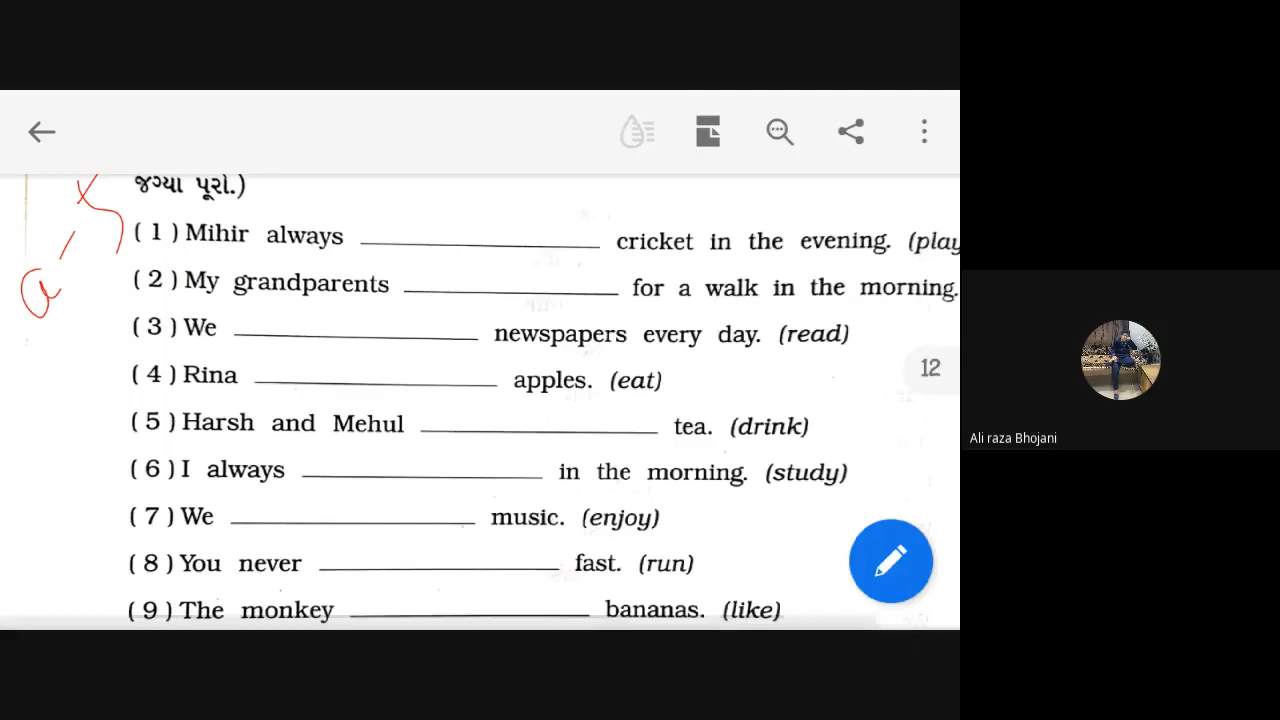 જગ્યા પૂરો.)
( 1 ) Mihir always ____________ cricket in the evening. (play
( 2 ) My grandparents ____________ for a walk in the morning.
( 3 ) We ____________ newspapers every day. (read)
( 4 ) Rina ____________ apples. (eat)
12
( 5 ) Harsh and Mehul ____________ tea. (drink)
Ali raza Bhojani
( 6 ) I always ____________ in the morning. (study)
( 7 ) We ____________ music. (enjoy)
( 8 ) You never ____________ fast. (run)
( 9 ) The monkey ____________ bananas. (like)